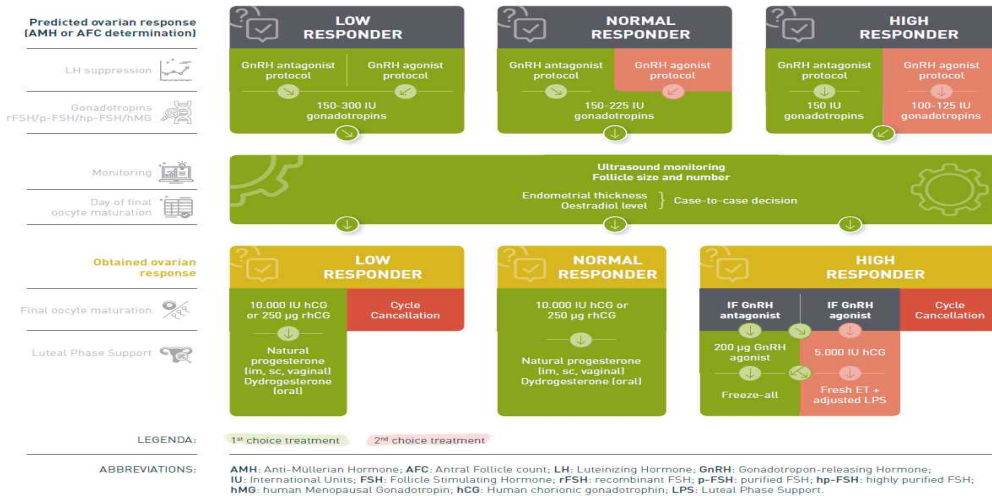 Predicted ovarian response
(AMH or AFC determination)
LOW
RESPONDER
NORMAL
RESPONDER
HIGH
RESPONDER
LH suppression
GnRH antagonist
protocol
GnRH agonist
protocol
GnRH antagonist
protocol
GnRH agonist
protocol
GnRH antagonist
protocol
GnRH agonist
protocol
Gonadotropins
rFSH/p-FSH/hp-FSH/hMG
150-300 IU
gonadotropins
150-225 IU
gonadotropins
150 IU
gonadotropins
100-125 IU
gonadotropins
Monitoring
Ultrasound monitoring
Follicle size and number
Day of final
oocyte maturation
Endometrial thickness
Oestradiol level
} Case-to-case decision
Obtained ovarian
response
LOW
RESPONDER
NORMAL
RESPONDER
HIGH
RESPONDER
Final oocyte maturation
10.000 IU hCG
or 250 µg rhCG
Cycle
Cancellation
10.000 IU hCG or
250 µg rhCG
IF GnRH
antagonist
IF GnRH
agonist
Cycle
Cancellation
Luteal Phase Support
Natural
progesterone
(im, sc, vaginal)
Dydrogesterone
(oral)
Natural progesterone
(im, sc, vaginal)
Dydrogesterone (oral)
200 µg GnRH
agonist
5.000 IU hCG
Freeze-all
Fresh ET +
adjusted LPS
LEGENDA:
1st choice treatment
2nd choice treatment
ABBREVIATIONS:
AMH: Anti-Müllerian Hormone; AFC: Antral Follicle count; LH: Luteinizing Hormone; GnRH: Gonadotropon-releasing Hormone;
IU: International Units; FSH: Follicle Stimulating Hormone; rFSH: recombinant FSH; p-FSH: purified FSH; hp-FSH: highly purified FSH;
hMG: human Menopausal Gonadotropin; hCG: Human chorionic gonadotrophin; LPS: Luteal Phase Support.